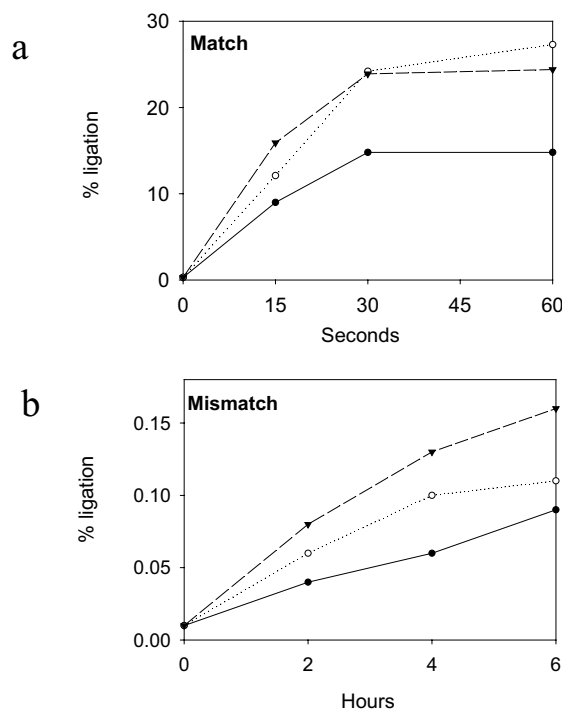 a
Match
30
20
10
0
% ligation
0 15 30 45 60
Seconds
b
Mismatch
0.15
0.10
0.05
0.00
% ligation
0 2 4 6
Hours